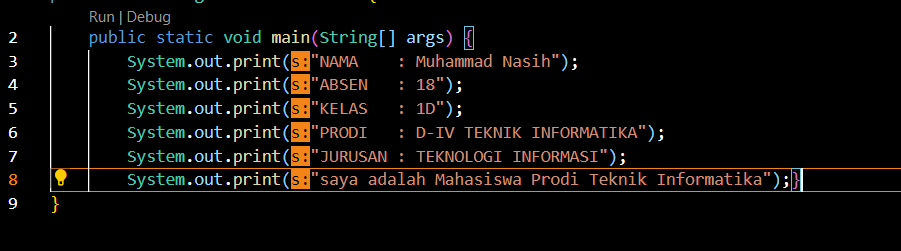 Run | Debug
2 public static void main(String[] args) {
3 System.out.print(s:"NAMA   : Muhammad Nasih");
4 System.out.print(s:"ABSEN   : 18");
5 System.out.print(s:"KELAS   : 1D");
6 System.out.print(s:"PRODI   : D-IV TEKNIK INFORMATIKA");
7 System.out.print(s:"JURUSAN : TEKNOLOGI INFORMASI");
8 System.out.print(s:"saya adalah Mahasiswa Prodi Teknik Informatika");}
9 }